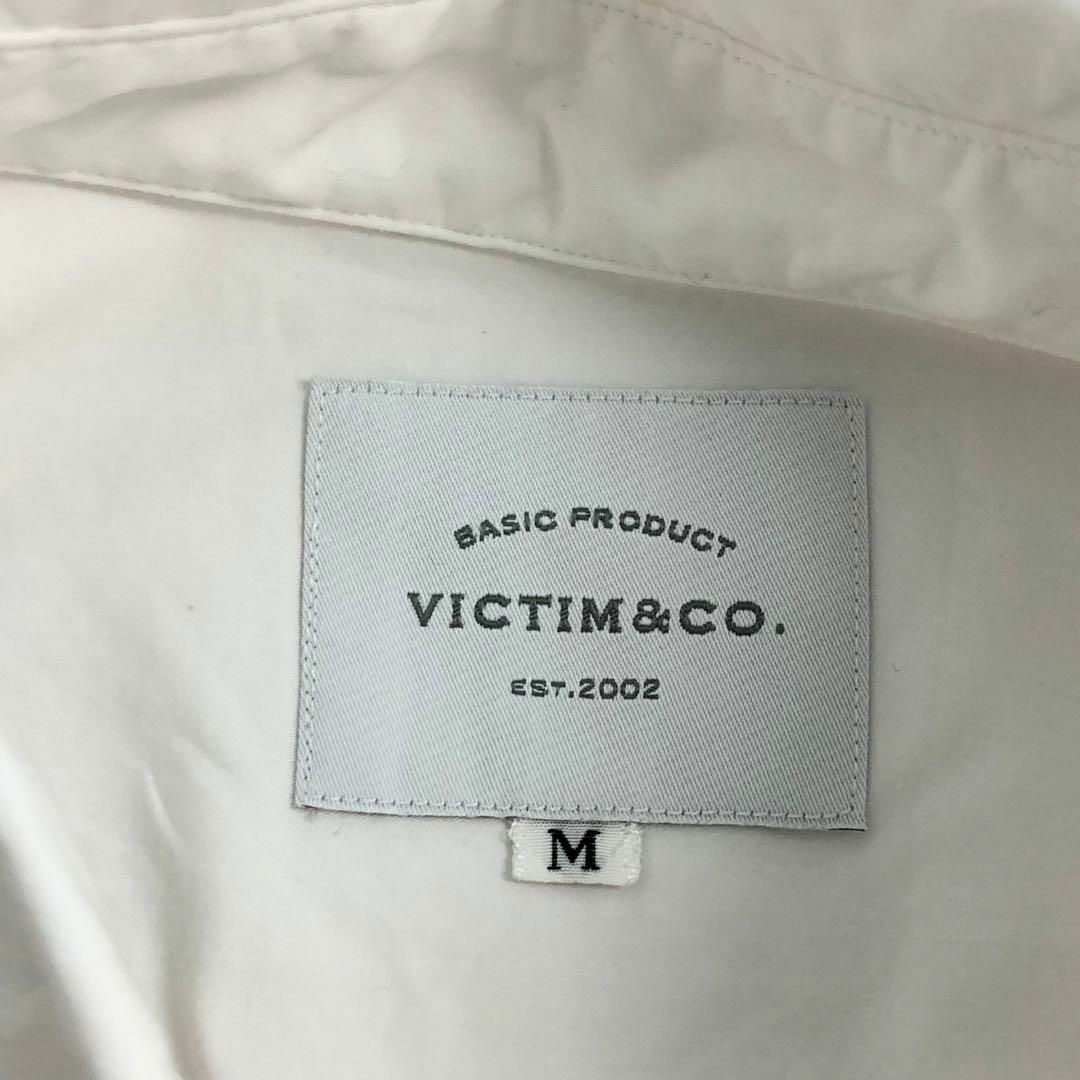 BASIC PRODUCT
VICTIM&CO.
EST.2002
M